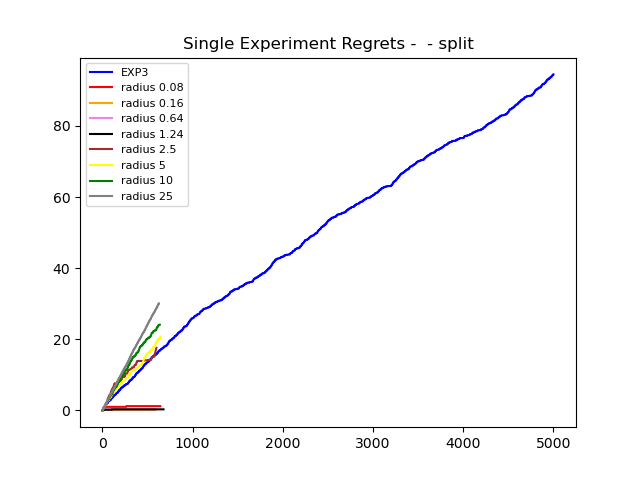 Single Experiment Regrets -  - split
EXP3
radius 0.08
radius 0.16
radius 0.64
radius 1.24
radius 2.5
radius 5
radius 10
radius 25
80
60
40
20
0
0 1000 2000 3000 4000 5000